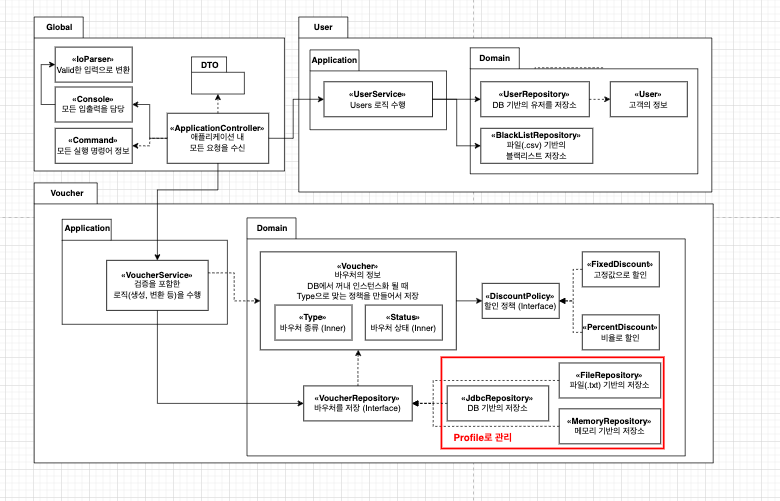 Global
«IoParser»
Valid한 입력으로 변환
«Console»
모든 입출력을 담당
«Command»
모든 실행 명령어 정보
DTO
«ApplicationController»
애플리케이션 내
모든 요청을 수신
User
Application
«UserService»
Users 로직 수행
Domain
«UserRepository»
DB 기반의 유저를 저장소
«User»
고객의 정보
«BlackListRepository»
파일(.csv) 기반의
블랙리스트 저장소
Voucher
Application
«VoucherService»
검증을 포함한
로직(생성, 변환 등)을 수행
Domain
«Voucher»
바우처의 정보
DB에서 꺼내 인스턴스화 될 때
Type으로 맞는 정책을 만들어서 저장
«Type»
바우처 종류 (Inner)
«Status»
바우처 상태 (Inner)
«DiscountPolicy»
할인 정책 (Interface)
«FixedDiscount»
고정값으로 할인
«PercentDiscount»
비율로 할인
«VoucherRepository»
바우처를 저장 (Interface)
«JdbcRepository»
DB 기반의 저장소
«FileRepository»
파일(.txt) 기반의 저장소
«MemoryRepository»
메모리 기반의 저장소
Profile로 관리